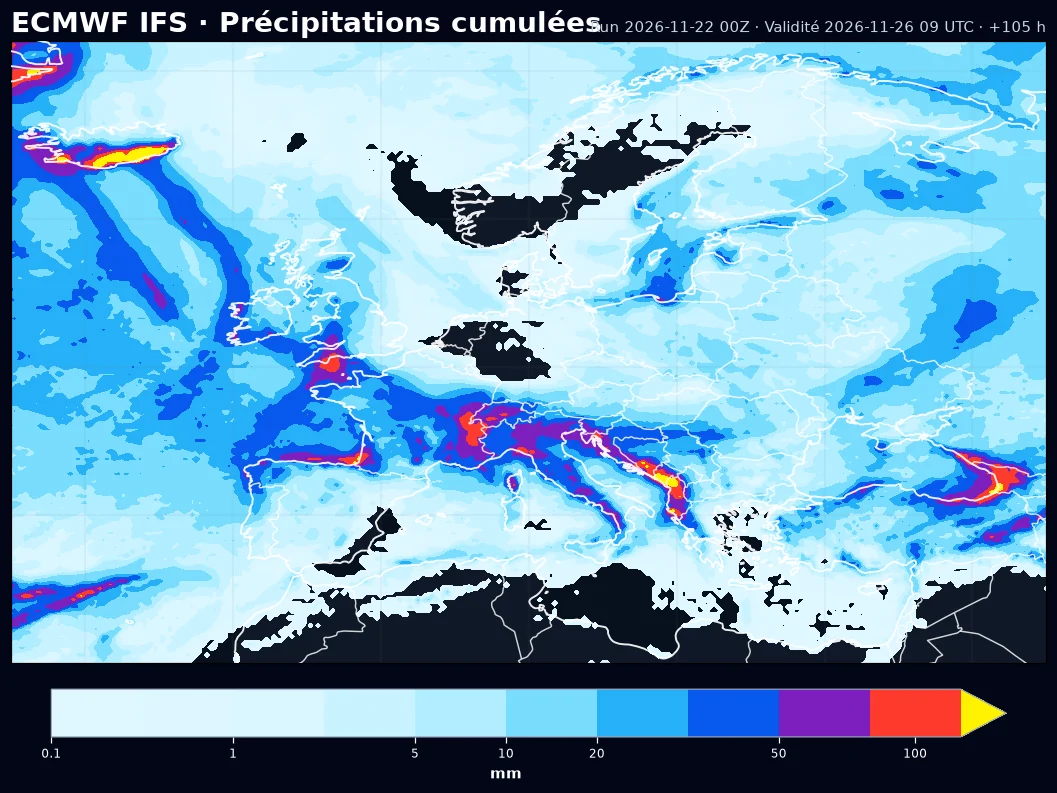 ECMWF IFS · Précipitations cumulées
Run 2026-11-22 00Z · Validité 2026-11-26 09 UTC · +105 h
0.1 1 5 10 20 50 100
mm